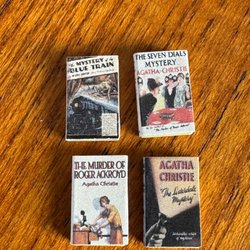 The MYSTERY of the
BLUE TRAIN
THE SEVEN DIALS
MYSTERY
AGATHA·CHRISTIE
THE MURDER OF
ROGER ACKROYD
Agatha Christie
AGATHA
CHRISTIE
The Sittaford
Mystery